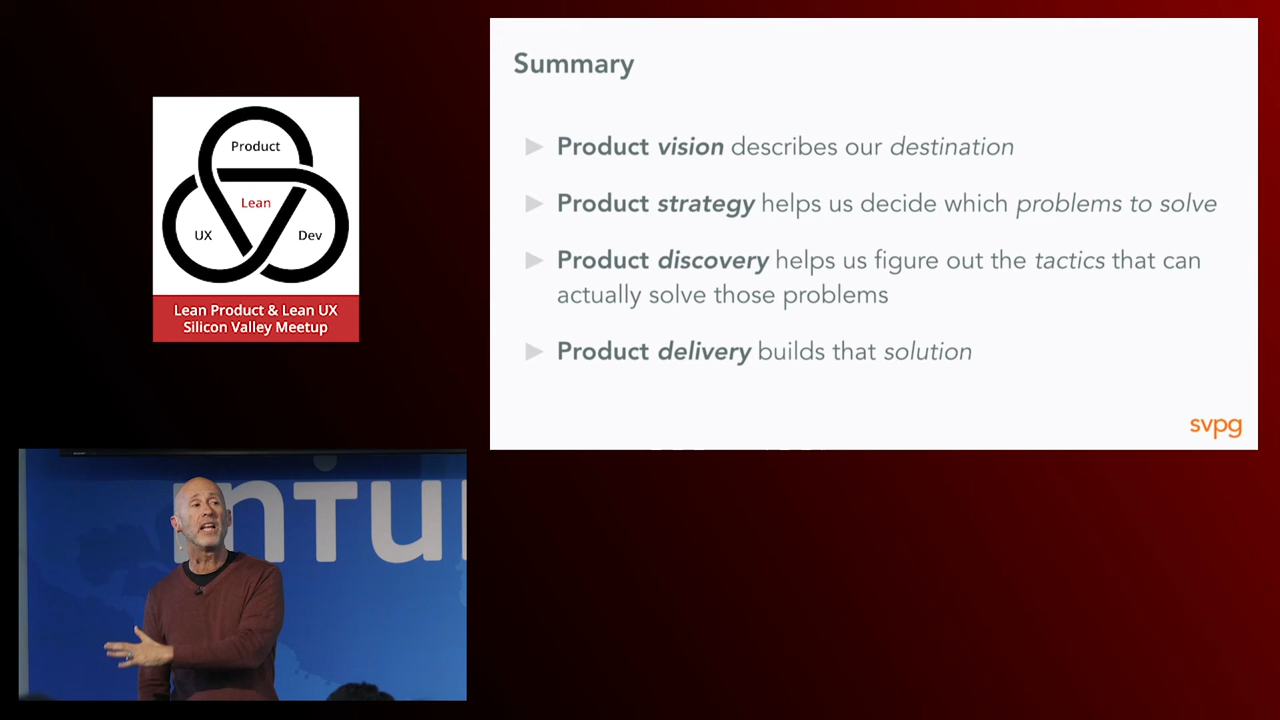 Product
Lean
UX
Dev
Lean Product & Lean UX
Silicon Valley Meetup
Summary
Product vision describes our destination
Product strategy helps us decide which problems to solve
Product discovery helps us figure out the tactics that can
actually solve those problems
Product delivery builds that solution
svpg
intu